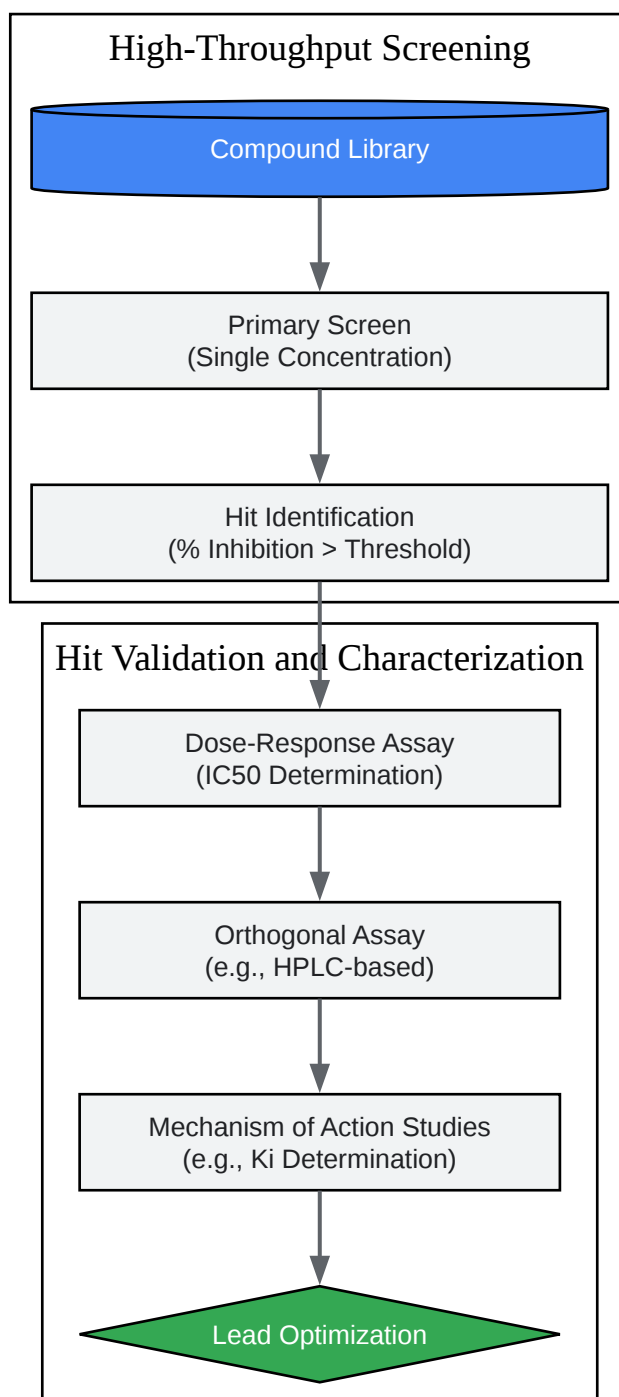 High-Throughput Screening
Compound Library
Primary Screen
(Single Concentration)
Hit Identification
(% Inhibition > Threshold)
Hit Validation and Characterization
Dose-Response Assay
(IC50 Determination)
Orthogonal Assay
(e.g., HPLC-based)
Mechanism of Action Studies
(e.g., Ki Determination)
Lead Optimization